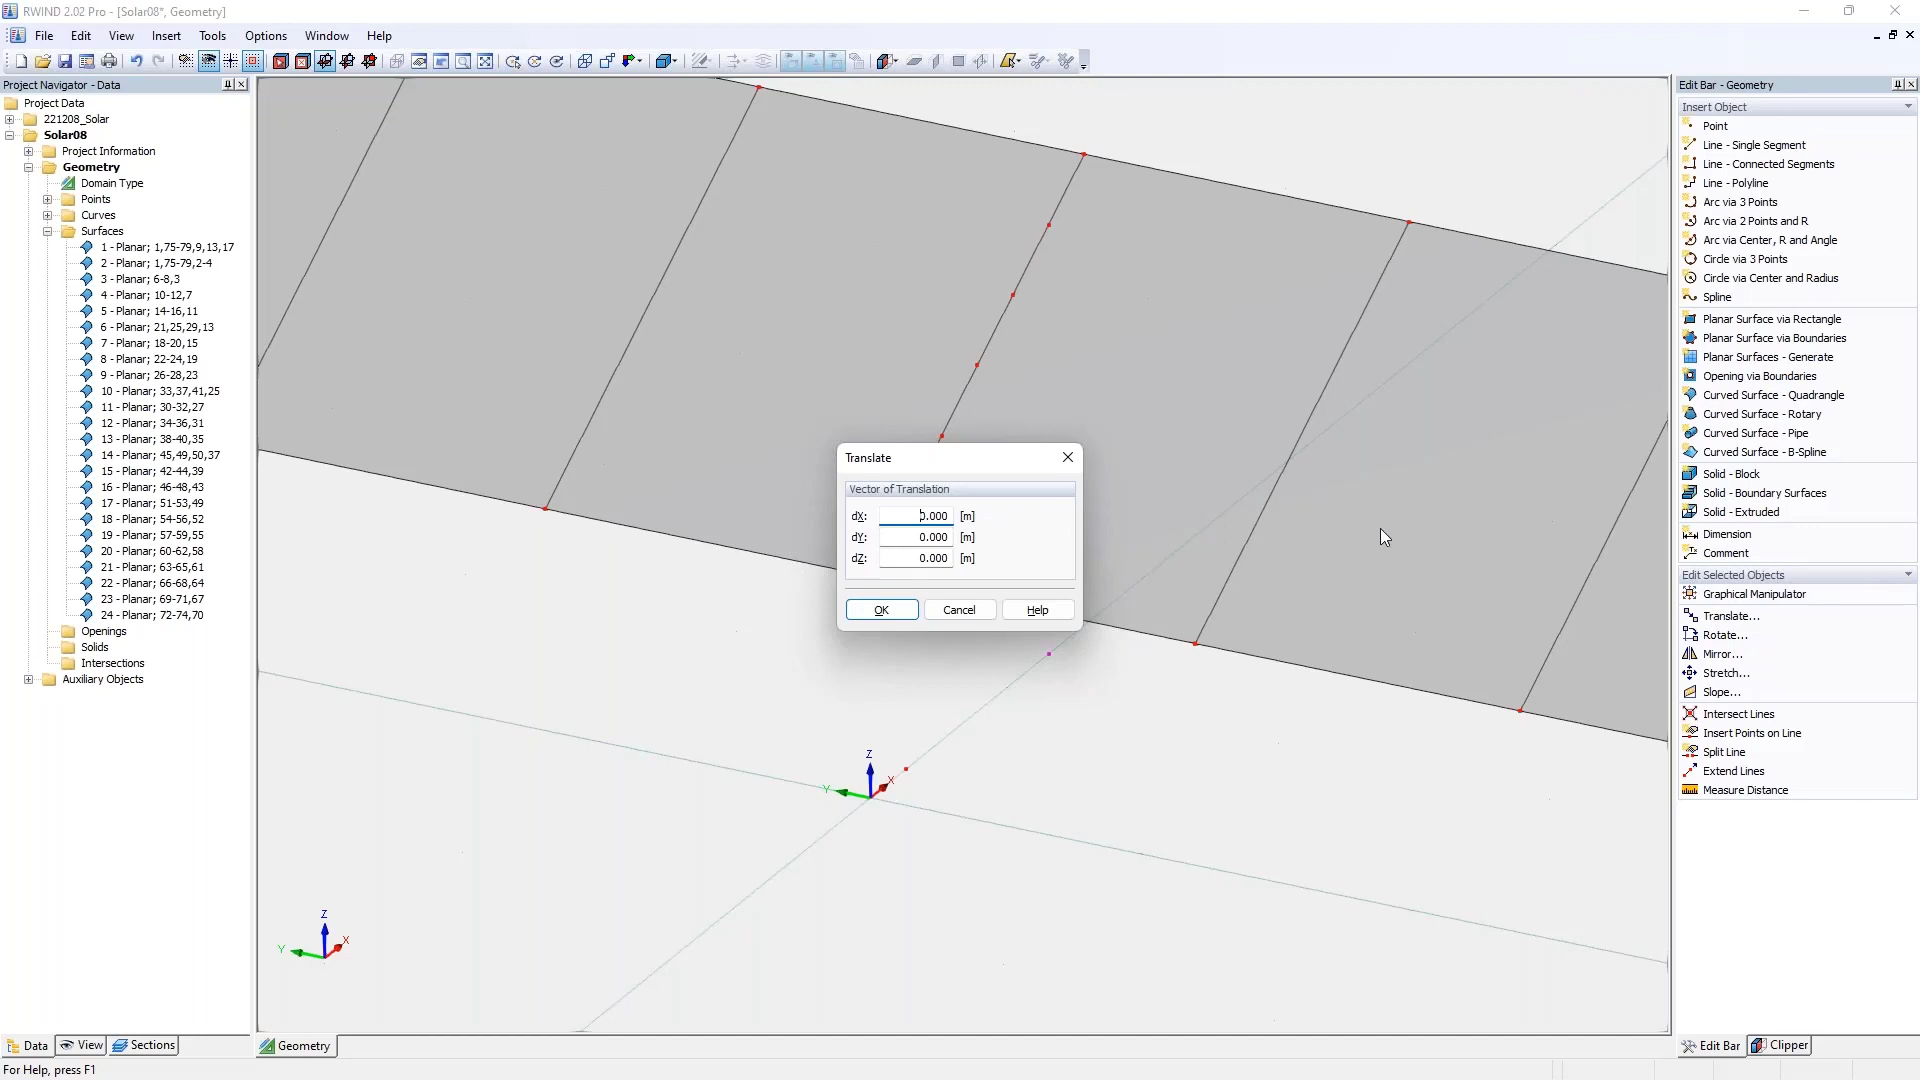 RWIND 2.02 Pro - [Solar08*, Geometry]
File Edit View Insert Tools Options Window Help
Project Navigator - Data
Project Data
221208_Solar
Solar08
Project Information
Geometry
Domain Type
Points
Curves
Surfaces
1 - Planar; 1,75-79,9,13,17
2 - Planar; 1,75-79,2-4
3 - Planar; 6-8,3
4 - Planar; 10-12,7
5 - Planar; 14-16,11
6 - Planar; 21,25,29,13
7 - Planar; 18-20,15
8 - Planar; 22-24,19
9 - Planar; 26-28,23
10 - Planar; 33,37,41,25
11 - Planar; 30-32,27
12 - Planar; 34-36,31
13 - Planar; 38-40,35
14 - Planar; 45,49,50,37
15 - Planar; 42-44,39
16 - Planar; 46-48,43
17 - Planar; 51-53,49
18 - Planar; 54-56,52
19 - Planar; 57-59,55
20 - Planar; 60-62,58
21 - Planar; 63-65,61
22 - Planar; 66-68,64
23 - Planar; 69-71,67
24 - Planar; 72-74,70
Openings
Solids
Intersections
Auxiliary Objects
Data View Sections
Translate
Vector of Translation
dX: 0.000 [m]
dY: 0.000 [m]
dZ: 0.000 [m]
OK Cancel Help
Z
Y X
Z
Y X
Geometry
Edit Bar - Geometry
Insert Object
Point
Line - Single Segment
Line - Connected Segments
Line - Polyline
Arc via 3 Points
Arc via 2 Points and R
Arc via Center, R and Angle
Circle via 3 Points
Circle via Center and Radius
Spline
Planar Surface via Rectangle
Planar Surface via Boundaries
Planar Surfaces - Generate
Opening via Boundaries
Curved Surface - Quadrangle
Curved Surface - Rotary
Curved Surface - Pipe
Curved Surface - B-Spline
Solid - Block
Solid - Boundary Surfaces
Solid - Extruded
Dimension
Comment
Edit Selected Objects
Graphical Manipulator
Translate...
Rotate...
Mirror...
Stretch...
Slope...
Intersect Lines
Insert Points on Line
Split Line
Extend Lines
Measure Distance
Edit Bar Clipper
For Help, press F1